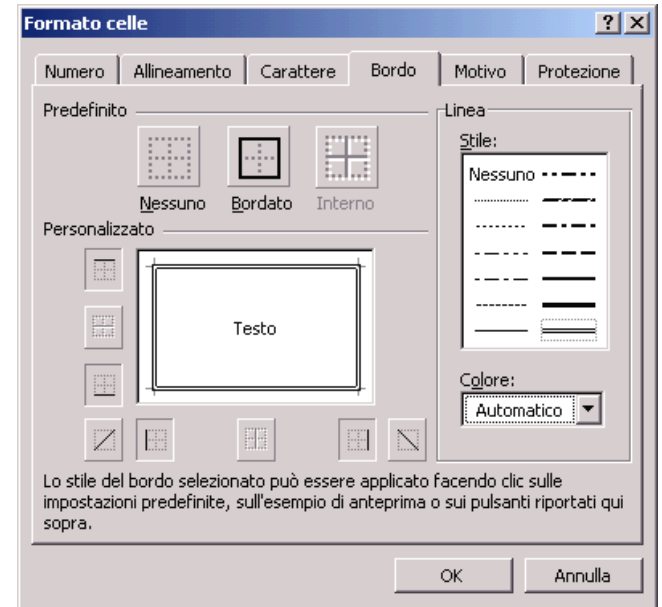 Formato celle
Numero Allineamento Carattere Bordo Motivo Protezione
Predefinito
Nessuno Bordato Interno
Personalizzato
Testo
Linea
Stile:
Nessuno
Colore:
Automatico
Lo stile del bordo selezionato può essere applicato facendo clic sulle
impostazioni predefinite, sull'esempio di anteprima o sui pulsanti riportati qui
sopra.
OK Annulla